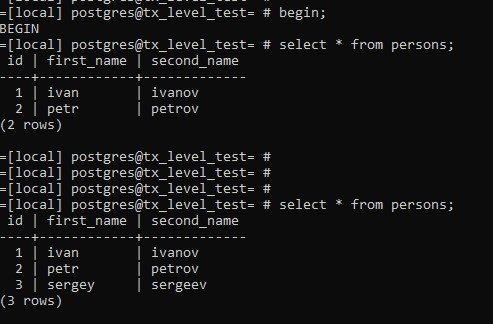 =[local] postgres@tx_level_test= # begin;
BEGIN
=[local] postgres@tx_level_test= # select * from persons;
 id | first_name | second_name
----+------------+-------------
  1 | ivan       | ivanov
  2 | petr       | petrov
(2 rows)

=[local] postgres@tx_level_test= #
=[local] postgres@tx_level_test= #
=[local] postgres@tx_level_test= #
=[local] postgres@tx_level_test= # select * from persons;
 id | first_name | second_name
----+------------+-------------
  1 | ivan       | ivanov
  2 | petr       | petrov
  3 | sergey     | sergeev
(3 rows)